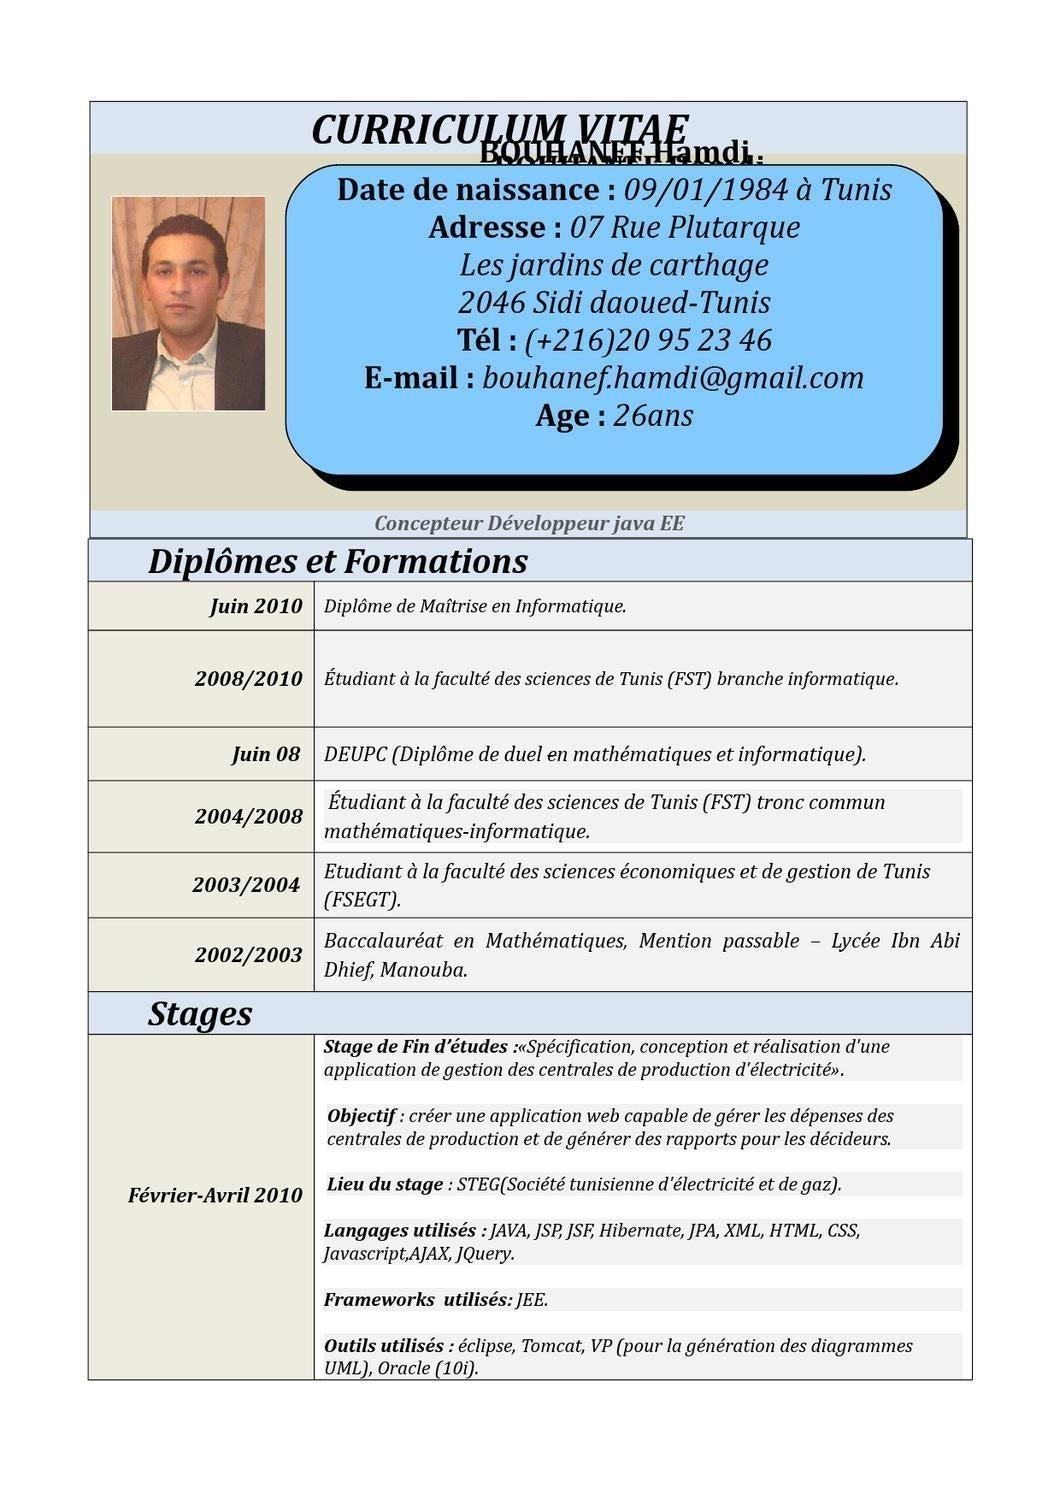 CURRICULUM VITAE
BOUHANEF Hamdi
Date de naissance : 09/01/1984 à Tunis
Adresse : 07 Rue Plutarque
Les jardins de carthage
2046 Sidi daoued-Tunis
Tél : (+216)20 95 23 46
E-mail : bouhanef.hamdi@gmail.com
Age : 26ans
Concepteur Développeur java EE
Diplômes et Formations
Juin 2010 Diplôme de Maîtrise en Informatique.
2008/2010 Étudiant à la faculté des sciences de Tunis (FST) branche informatique.
Juin 08 DEUPC (Diplôme de duel en mathématiques et informatique).
2004/2008 Étudiant à la faculté des sciences de Tunis (FST) tronc commun
mathématiques-informatique.
2003/2004 Etudiant à la faculté des sciences économiques et de gestion de Tunis
(FSEGT).
2002/2003 Baccalauréat en Mathématiques, Mention passable – Lycée Ibn Abi
Dhief, Manouba.
Stages
Février-Avril 2010
Stage de Fin d’études :«Spécification, conception et réalisation d'une
application de gestion des centrales de production d'électricité».
Objectif : créer une application web capable de gérer les dépenses des
centrales de production et de générer des rapports pour les décideurs.
Lieu du stage : STEG(Société tunisienne d'électricité et de gaz).
Langages utilisés : JAVA, JSP, JSF, Hibernate, JPA, XML, HTML, CSS,
Javascript,AJAX, JQuery.
Frameworks utilisés: JEE.
Outils utilisés : éclipse, Tomcat, VP (pour la génération des diagrammes
UML), Oracle (10i).